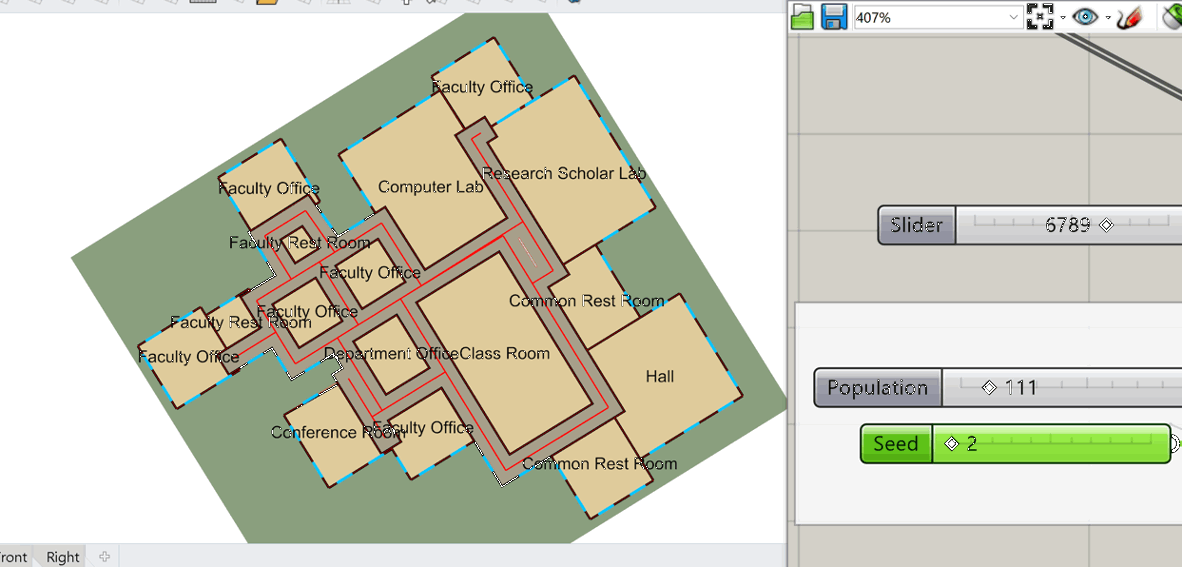 407%
Faculty Office
Research Scholar Lab
Computer Lab
Faculty Office
Faculty Rest Room
Faculty Office
Common Rest Room
Faculty Office
Faculty Rest Room
Faculty Office
Department Office
Class Room
Hall
Conference Room
Faculty Office
Common Rest Room
Slider
6789
Population
111
Seed
2
ront
Right